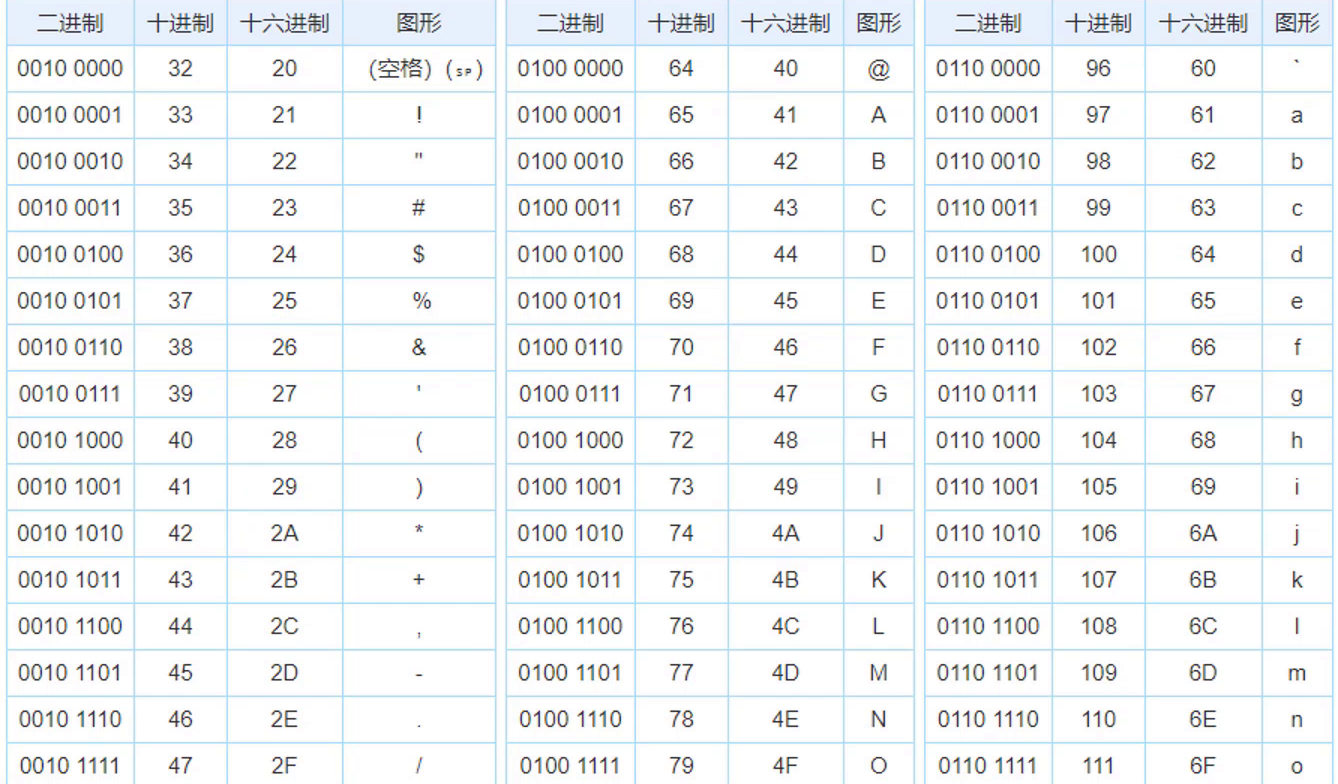 二进制 十进制 十六进制 图形 二进制 十进制 十六进制 图形 二进制 十进制 十六进制 图形
0010 0000 32 20 (空格) (␠) 0100 0000 64 40 @ 0110 0000 96 60 `
0010 0001 33 21 ! 0100 0001 65 41 A 0110 0001 97 61 a
0010 0010 34 22 " 0100 0010 66 42 B 0110 0010 98 62 b
0010 0011 35 23 # 0100 0011 67 43 C 0110 0011 99 63 c
0010 0100 36 24 $ 0100 0100 68 44 D 0110 0100 100 64 d
0010 0101 37 25 % 0100 0101 69 45 E 0110 0101 101 65 e
0010 0110 38 26 & 0100 0110 70 46 F 0110 0110 102 66 f
0010 0111 39 27 ' 0100 0111 71 47 G 0110 0111 103 67 g
0010 1000 40 28 ( 0100 1000 72 48 H 0110 1000 104 68 h
0010 1001 41 29 ) 0100 1001 73 49 I 0110 1001 105 69 i
0010 1010 42 2A * 0100 1010 74 4A J 0110 1010 106 6A j
0010 1011 43 2B + 0100 1011 75 4B K 0110 1011 107 6B k
0010 1100 44 2C , 0100 1100 76 4C L 0110 1100 108 6C l
0010 1101 45 2D - 0100 1101 77 4D M 0110 1101 109 6D m
0010 1110 46 2E . 0100 1110 78 4E N 0110 1110 110 6E n
0010 1111 47 2F / 0100 1111 79 4F O 0110 1111 111 6F o